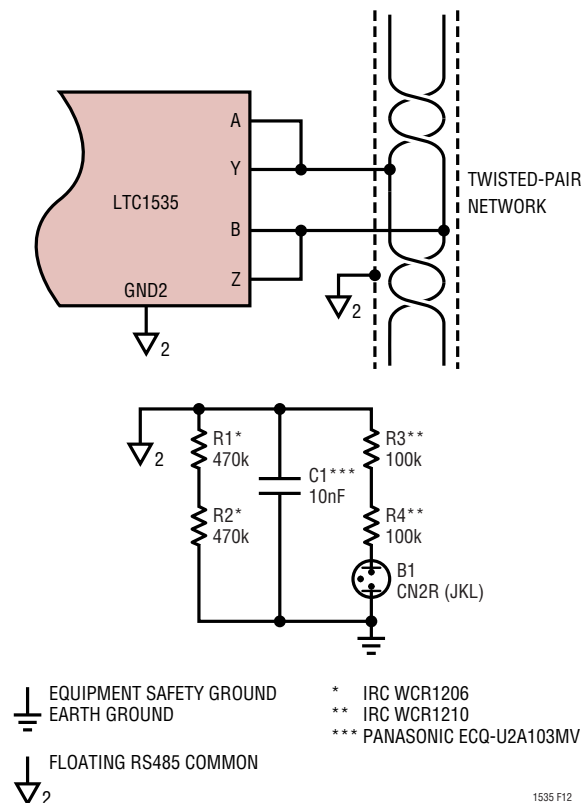 A
Y
LTC1535
B
Z
GND2
2
2
TWISTED-PAIR
NETWORK
2
R1*
470k
R2*
470k
C1***
10nF
R3**
100k
R4**
100k
B1
CN2R (JKL)
EQUIPMENT SAFETY GROUND
EARTH GROUND
2
FLOATING RS485 COMMON
* IRC WCR1206
** IRC WCR1210
*** PANASONIC ECQ-U2A103MV
1535 F12